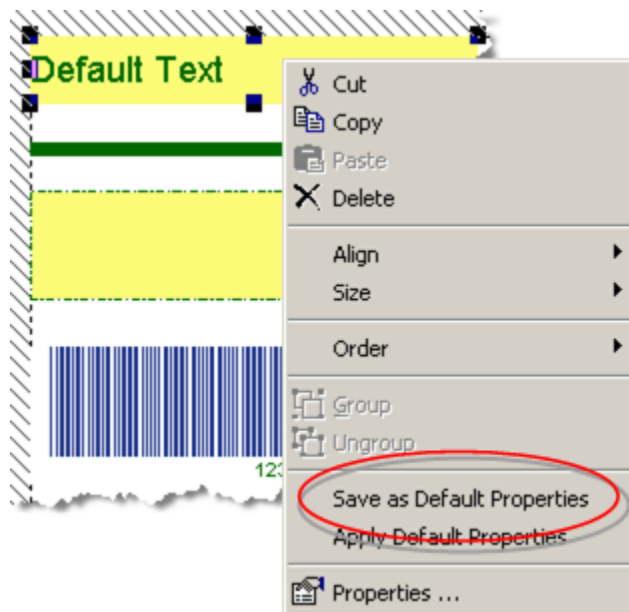 Default Text
Cut
Copy
Paste
Delete
Align
Size
Order
Group
Ungroup
123
Save as Default Properties
Apply Default Properties
Properties ...